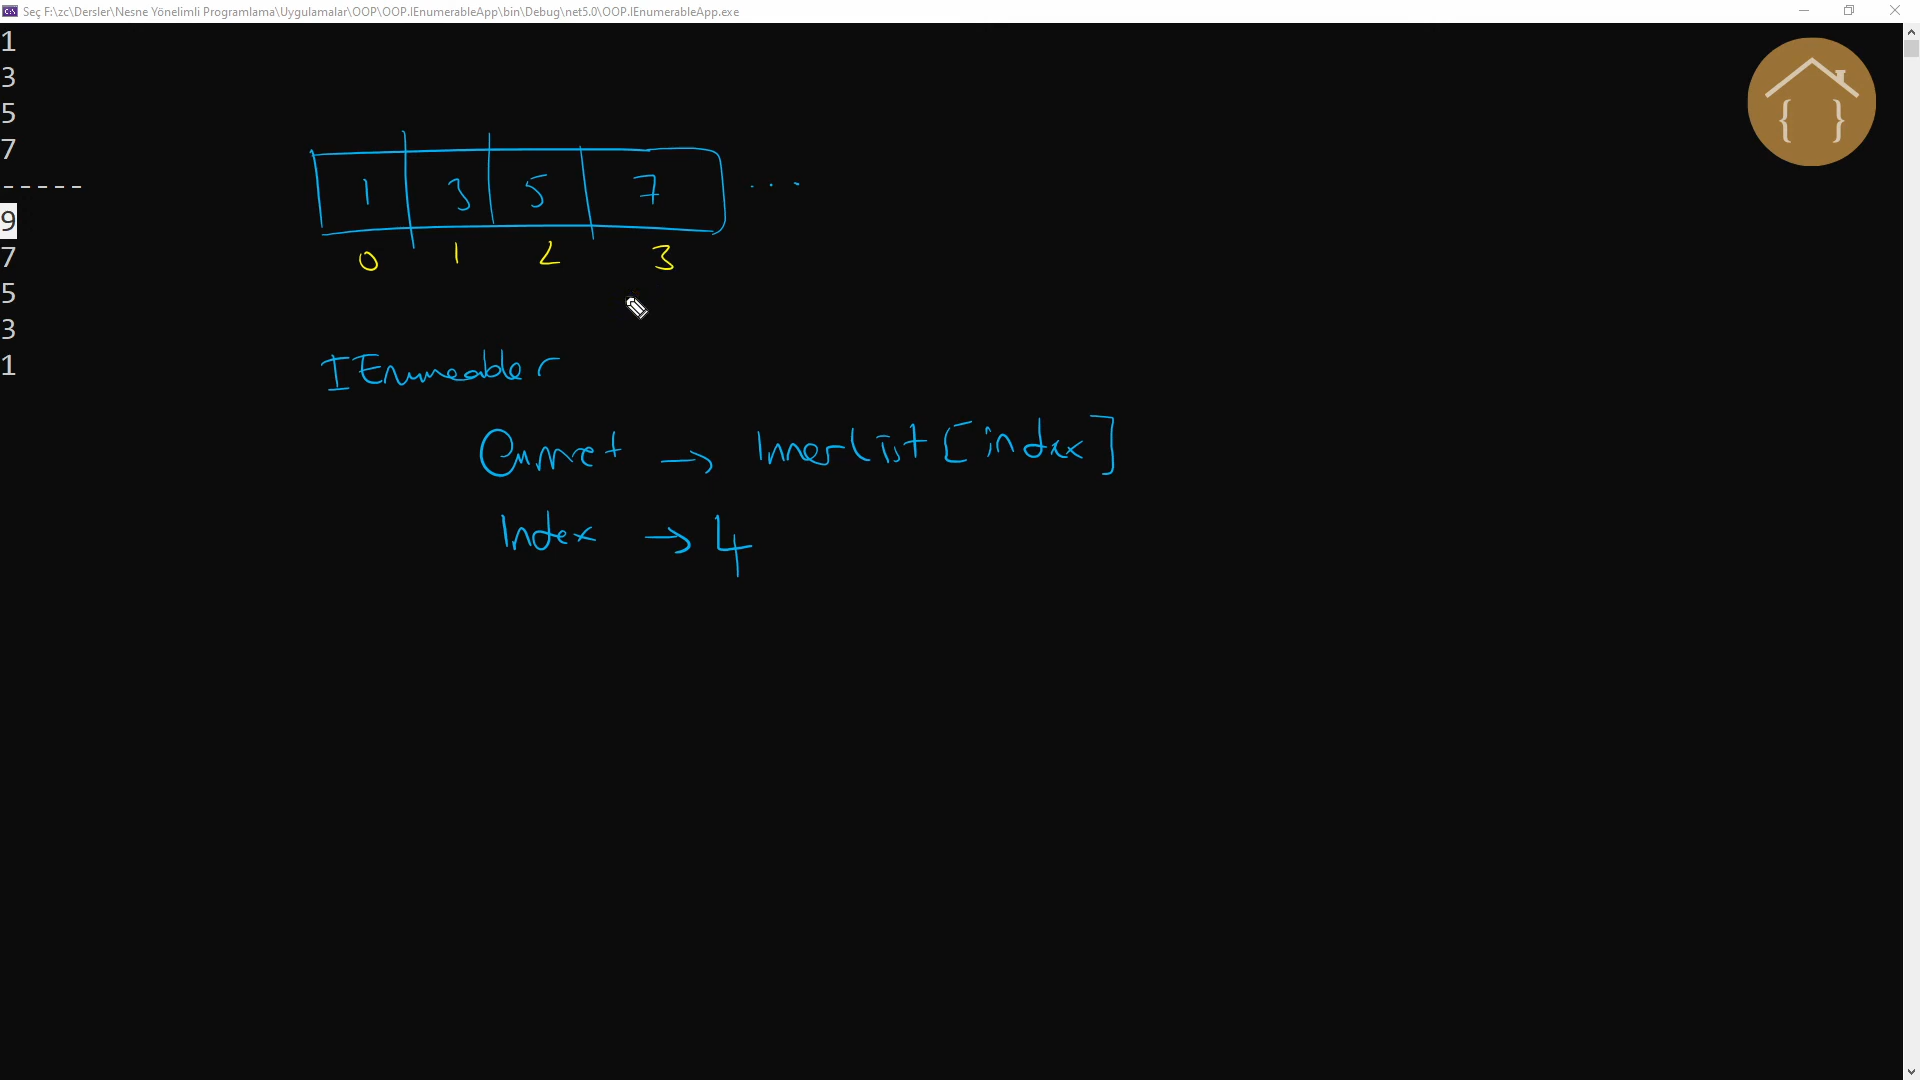 Seç F:\zc\Dersler\Nesne Yönelimli Programlama\Uygulamalar\OOP\OOP.IEnumerableApp\bin\Debug\net5.0\OOP.IEnumerableApp.exe
1
3
5
7
-----
9
7
5
3
1
1 3 5 7 ...
0 1 2 3
IEnumeabler
Curret → Innerlist[index]
Index → 4
{ }